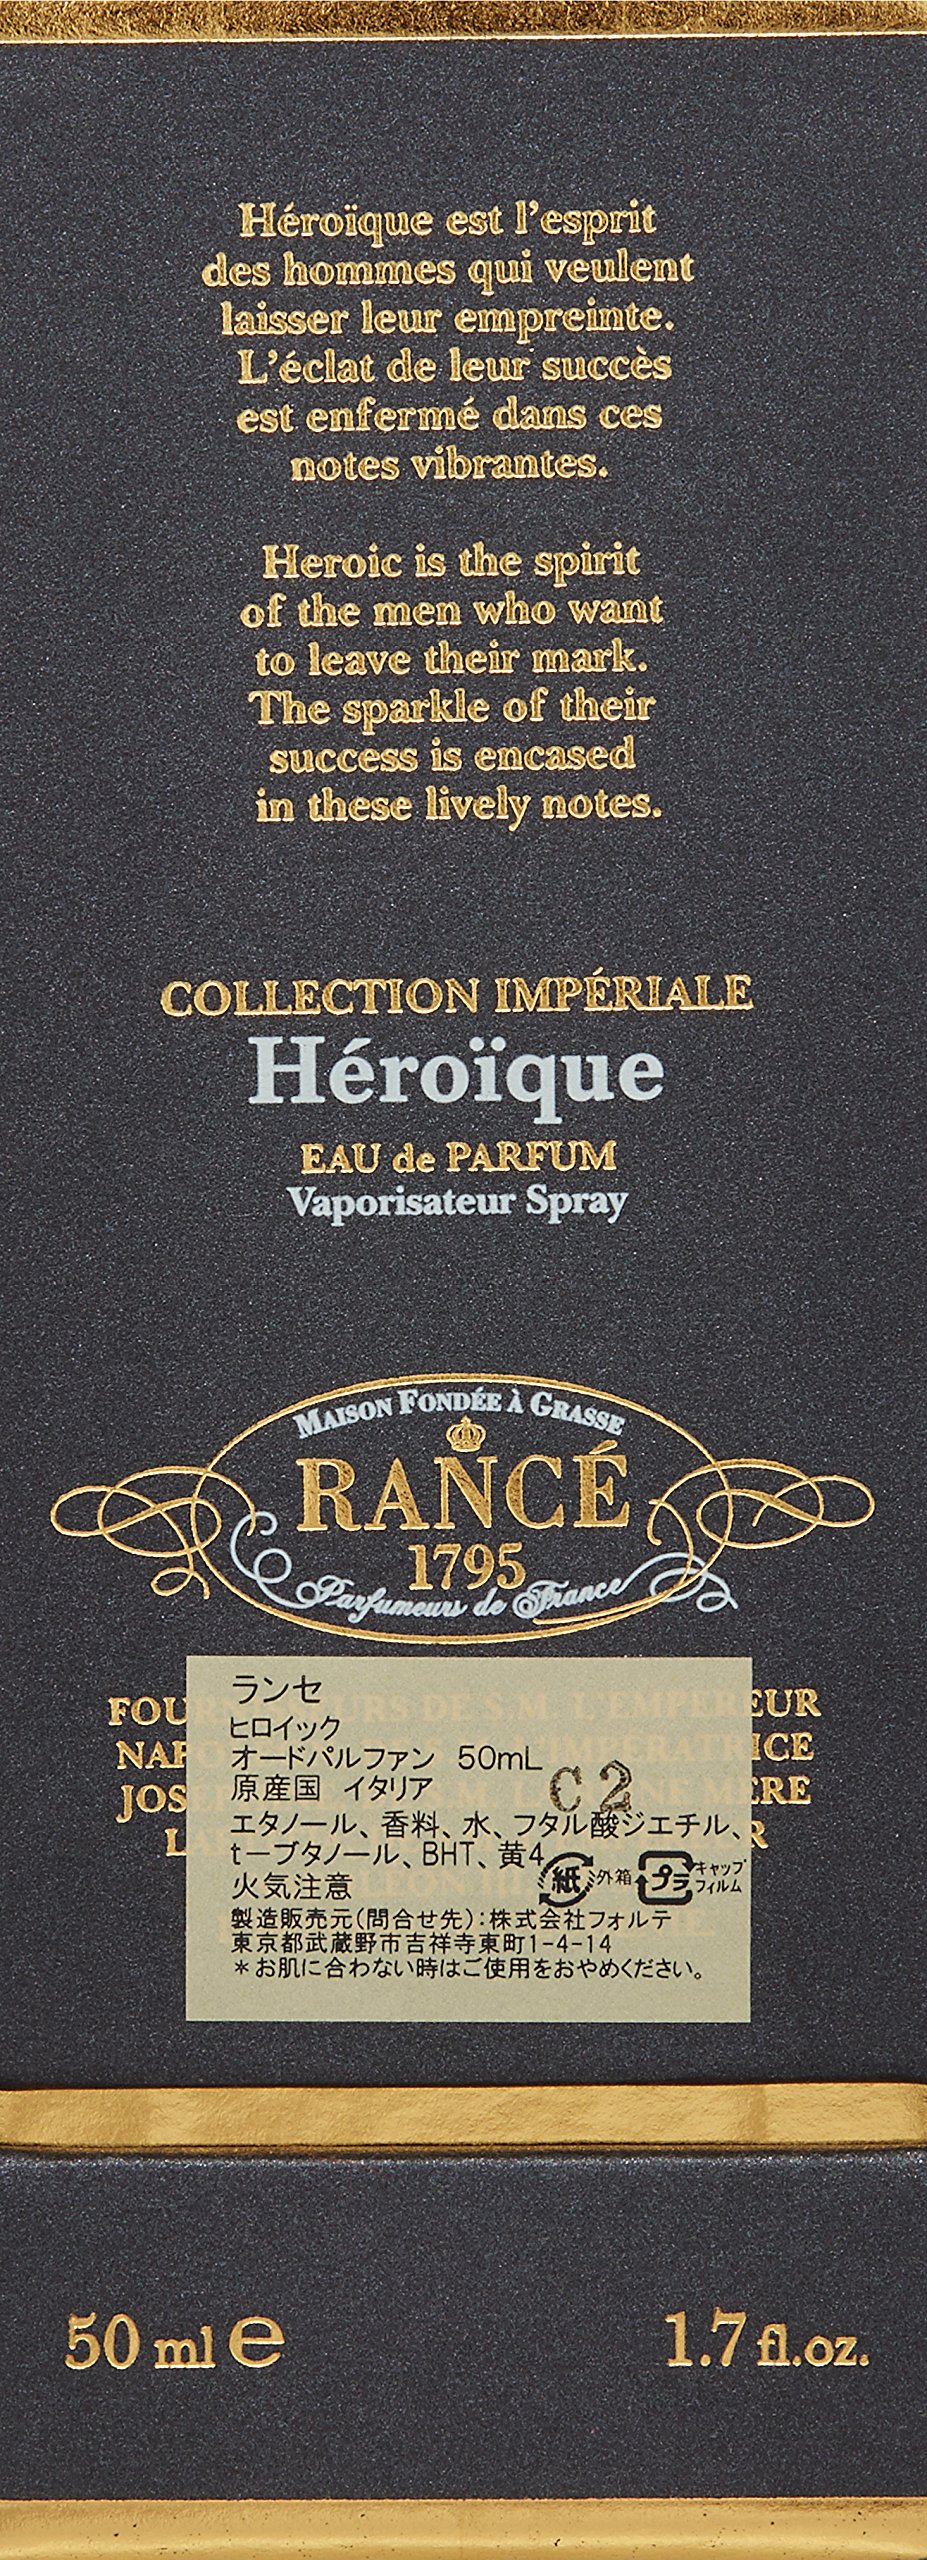 Héroïque est l’esprit
des hommes qui veulent
laisser leur empreinte.
L’éclat de leur succès
est enfermé dans ces
notes vibrantes.
Heroic is the spirit
of the men who want
to leave their mark.
The sparkle of their
success is encased
in these lively notes.
COLLECTION IMPÉRIALE
Héroïque
EAU de PARFUM
Vaporisateur Spray
MAISON FONDÉE À GRASSE
RANCÉ
1795
Parfumeurs de France
ランセ
ヒロイック
オードパルファン 50mL
原産国 イタリア
C2
エタノール、香料、水、フタル酸ジエチル、
t－ブタノール、BHT、黄4
紙 外箱 プラ キャップ
フィルム
火気注意
製造販売元(問合せ先):株式会社フォルテ
東京都武蔵野市吉祥寺東町1-4-14
＊お肌に合わない時はご使用をおやめください。
50 ml ℮
1.7 fl.oz.